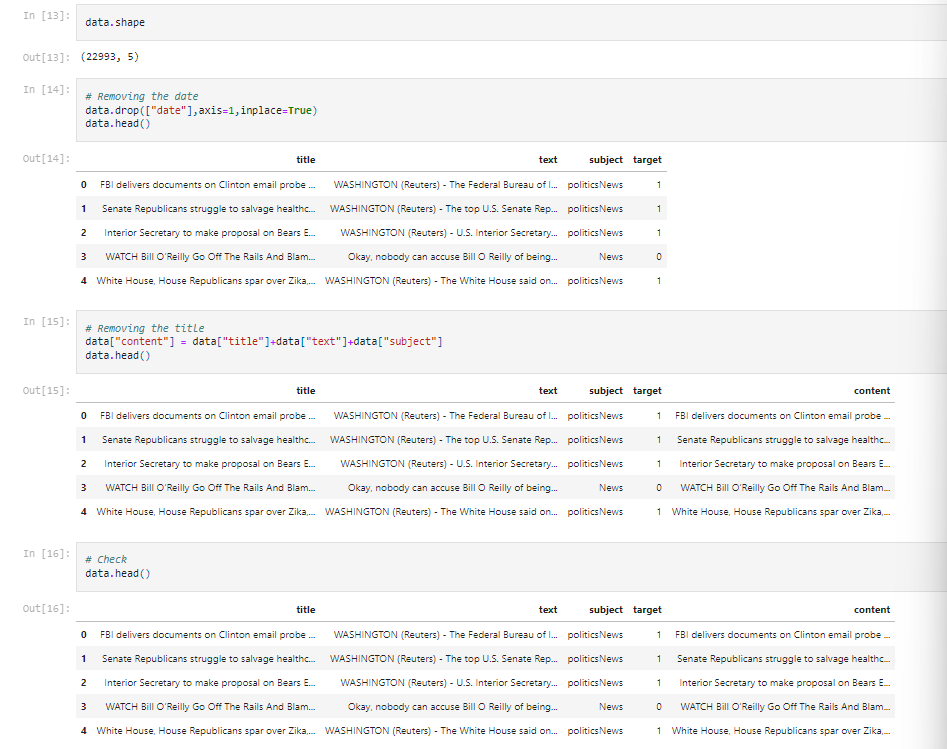 In [13]:
data.shape
Out[13]: (22993, 5)
In [14]:
# Removing the date
data.drop(["date"],axis=1,inplace=True)
data.head()
Out[14]:
title text subject target
0 FBI delivers documents on Clinton email probe ... WASHINGTON (Reuters) - The Federal Bureau of I... politicsNews 1
1 Senate Republicans struggle to salvage healthc... WASHINGTON (Reuters) - The top U.S. Senate Rep... politicsNews 1
2 Interior Secretary to make proposal on Bears E... WASHINGTON (Reuters) - U.S. Interior Secretary... politicsNews 1
3 WATCH Bill O'Reilly Go Off The Rails And Blam... Okay, nobody can accuse Bill O Reilly of being... News 0
4 White House, House Republicans spar over Zika,... WASHINGTON (Reuters) - The White House said on... politicsNews 1
In [15]:
# Removing the title
data["content"] = data["title"]+data["text"]+data["subject"]
data.head()
Out[15]:
title text subject target content
0 FBI delivers documents on Clinton email probe ... WASHINGTON (Reuters) - The Federal Bureau of I... politicsNews 1 FBI delivers documents on Clinton email probe ...
1 Senate Republicans struggle to salvage healthc... WASHINGTON (Reuters) - The top U.S. Senate Rep... politicsNews 1 Senate Republicans struggle to salvage healthc...
2 Interior Secretary to make proposal on Bears E... WASHINGTON (Reuters) - U.S. Interior Secretary... politicsNews 1 Interior Secretary to make proposal on Bears E...
3 WATCH Bill O'Reilly Go Off The Rails And Blam... Okay, nobody can accuse Bill O Reilly of being... News 0 WATCH Bill O'Reilly Go Off The Rails And Blam...
4 White House, House Republicans spar over Zika,... WASHINGTON (Reuters) - The White House said on... politicsNews 1 White House, House Republicans spar over Zika,...
In [16]:
# Check
data.head()
Out[16]:
title text subject target content
0 FBI delivers documents on Clinton email probe ... WASHINGTON (Reuters) - The Federal Bureau of I... politicsNews 1 FBI delivers documents on Clinton email probe ...
1 Senate Republicans struggle to salvage healthc... WASHINGTON (Reuters) - The top U.S. Senate Rep... politicsNews 1 Senate Republicans struggle to salvage healthc...
2 Interior Secretary to make proposal on Bears E... WASHINGTON (Reuters) - U.S. Interior Secretary... politicsNews 1 Interior Secretary to make proposal on Bears E...
3 WATCH Bill O'Reilly Go Off The Rails And Blam... Okay, nobody can accuse Bill O Reilly of being... News 0 WATCH Bill O'Reilly Go Off The Rails And Blam...
4 White House, House Republicans spar over Zika,... WASHINGTON (Reuters) - The White House said on... politicsNews 1 White House, House Republicans spar over Zika,...